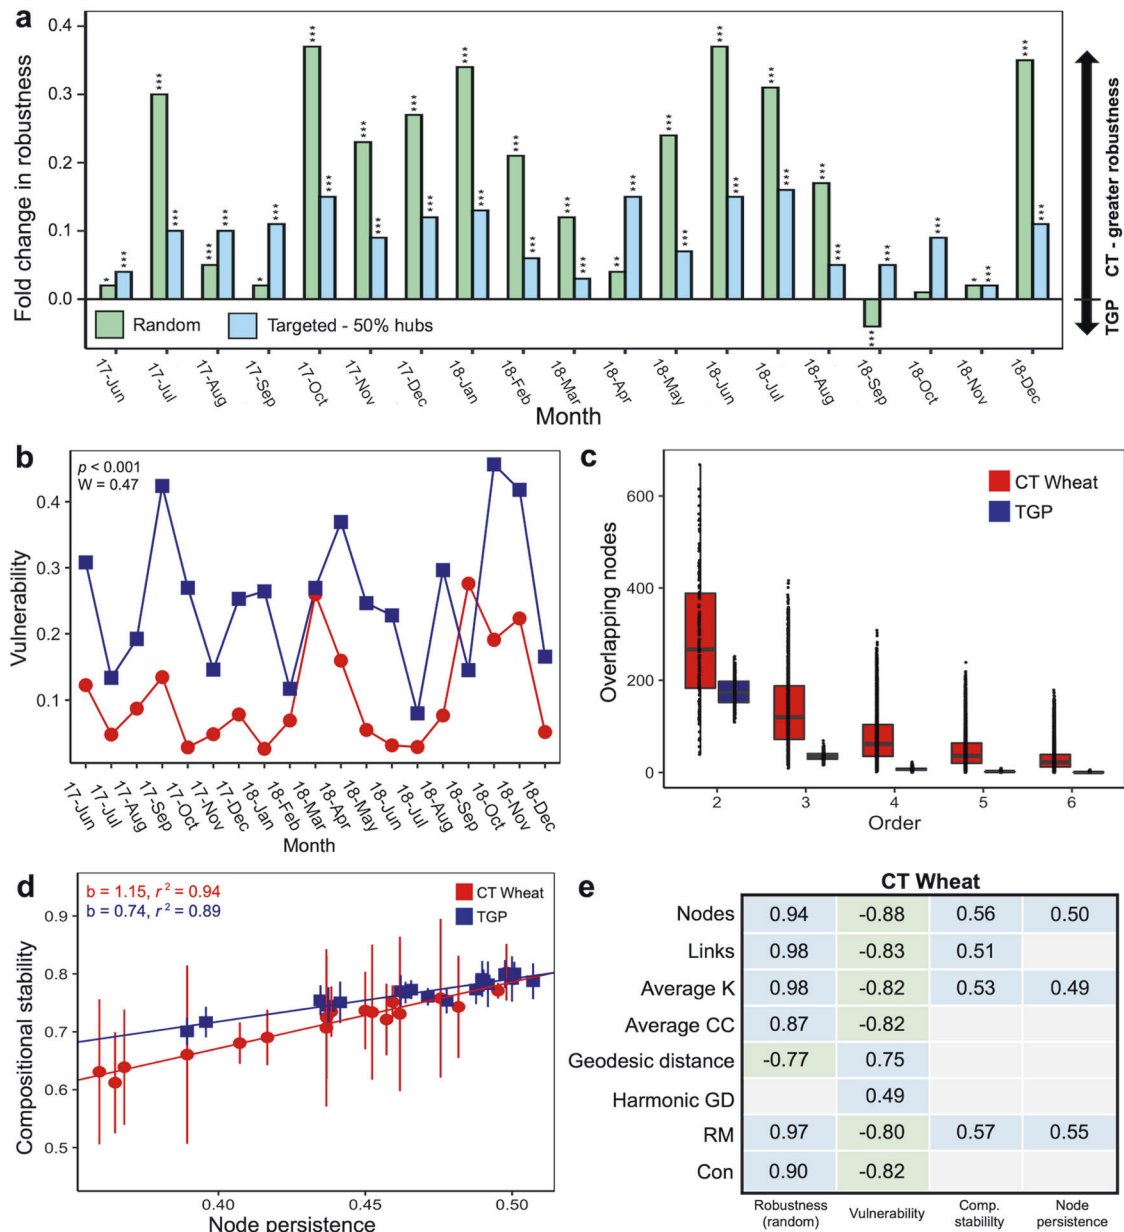 a
Fold change in robustness
0.4
0.3
0.2
0.1
0.0
* *** *** *** *** *** * *** *** *** *** *** *** *** *** *** *** *** *** *** ** *** *** *** *** *** *** *** *** *** *** *** *** * *** *** ***
Random
Targeted - 50% hubs
CT - greater robustness
TGP
17-Jun 17-Jul 17-Aug 17-Sep 17-Oct 17-Nov 17-Dec 18-Jan 18-Feb 18-Mar 18-Apr 18-May 18-Jun 18-Jul 18-Aug 18-Sep 18-Oct 18-Nov 18-Dec
Month
b
p < 0.001
W = 0.47
Vulnerability
0.4
0.3
0.2
0.1
17-Jun 17-Jul 17-Aug 17-Sep 17-Oct 17-Nov 17-Dec 18-Jan 18-Feb 18-Mar 18-Apr 18-May 18-Jun 18-Jul 18-Aug 18-Sep 18-Oct 18-Nov 18-Dec
Month
c
CT Wheat
TGP
Overlapping nodes
600
400
200
0
2 3 4 5 6
Order
d
b = 1.15, r² = 0.94
b = 0.74, r² = 0.89
CT Wheat
TGP
Compositional stability
0.9
0.8
0.7
0.6
0.5
0.40 0.45 0.50
Node persistence
e
CT Wheat
Nodes 0.94 -0.88 0.56 0.50
Links 0.98 -0.83 0.51
Average K 0.98 -0.82 0.53 0.49
Average CC 0.87 -0.82
Geodesic distance -0.77 0.75
Harmonic GD 0.49
RM 0.97 -0.80 0.57 0.55
Con 0.90 -0.82
Robustness (random) Vulnerability Comp. stability Node persistence